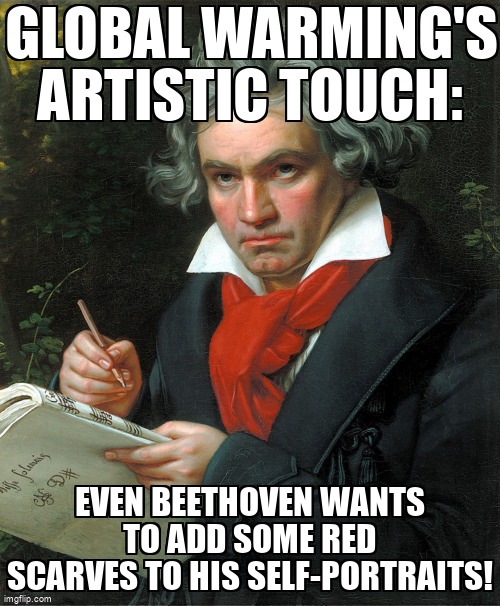 GLOBAL WARMING'S
ARTISTIC TOUCH:
EVEN BEETHOVEN WANTS
TO ADD SOME RED
SCARVES TO HIS SELF-PORTRAITS!
imgflip.com